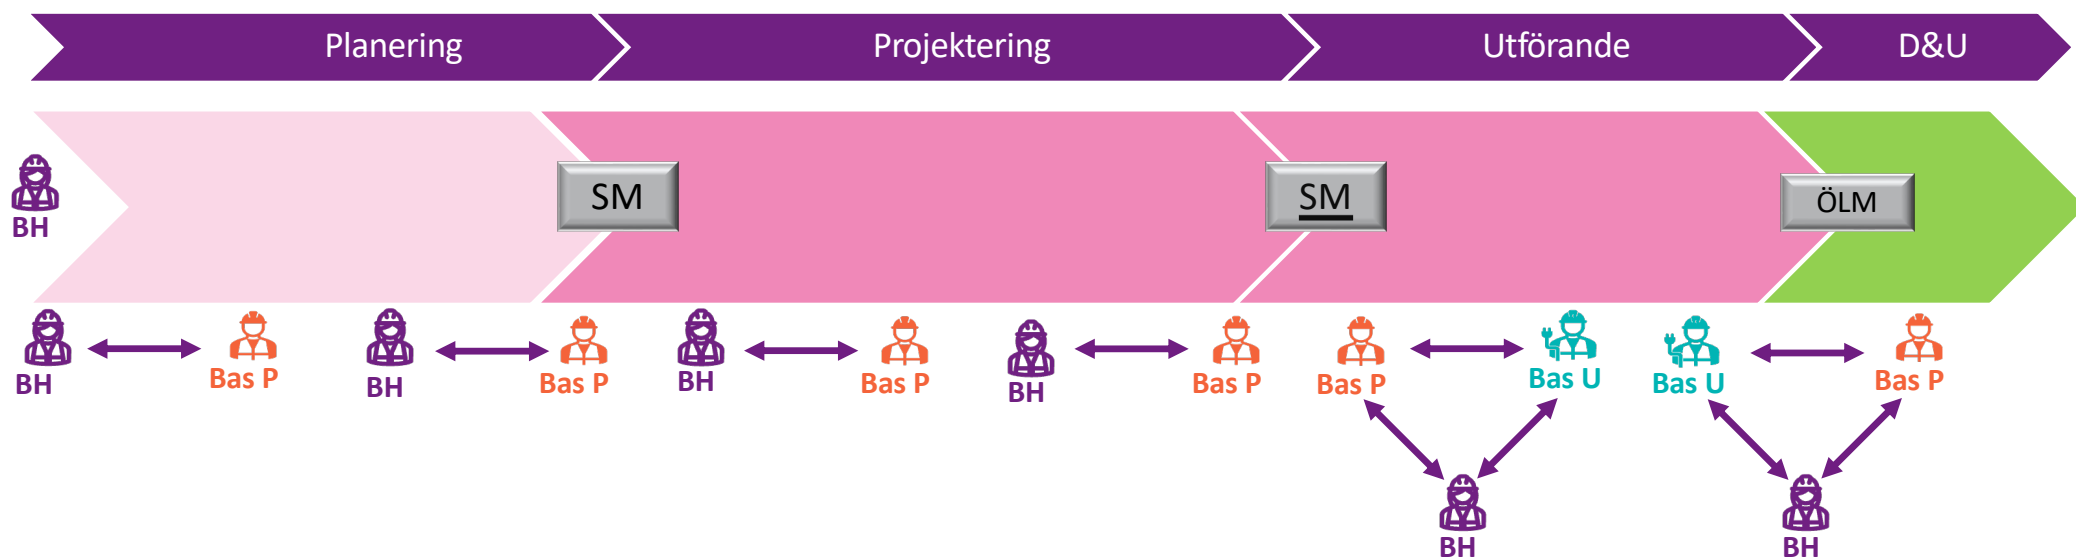 Planering
Projektering
Utförande
D&U
BH
SM
SM
ÖLM
BH
Bas P
BH
Bas P
BH
Bas P
BH
Bas P
Bas P
Bas U
Bas U
Bas P
BH
BH